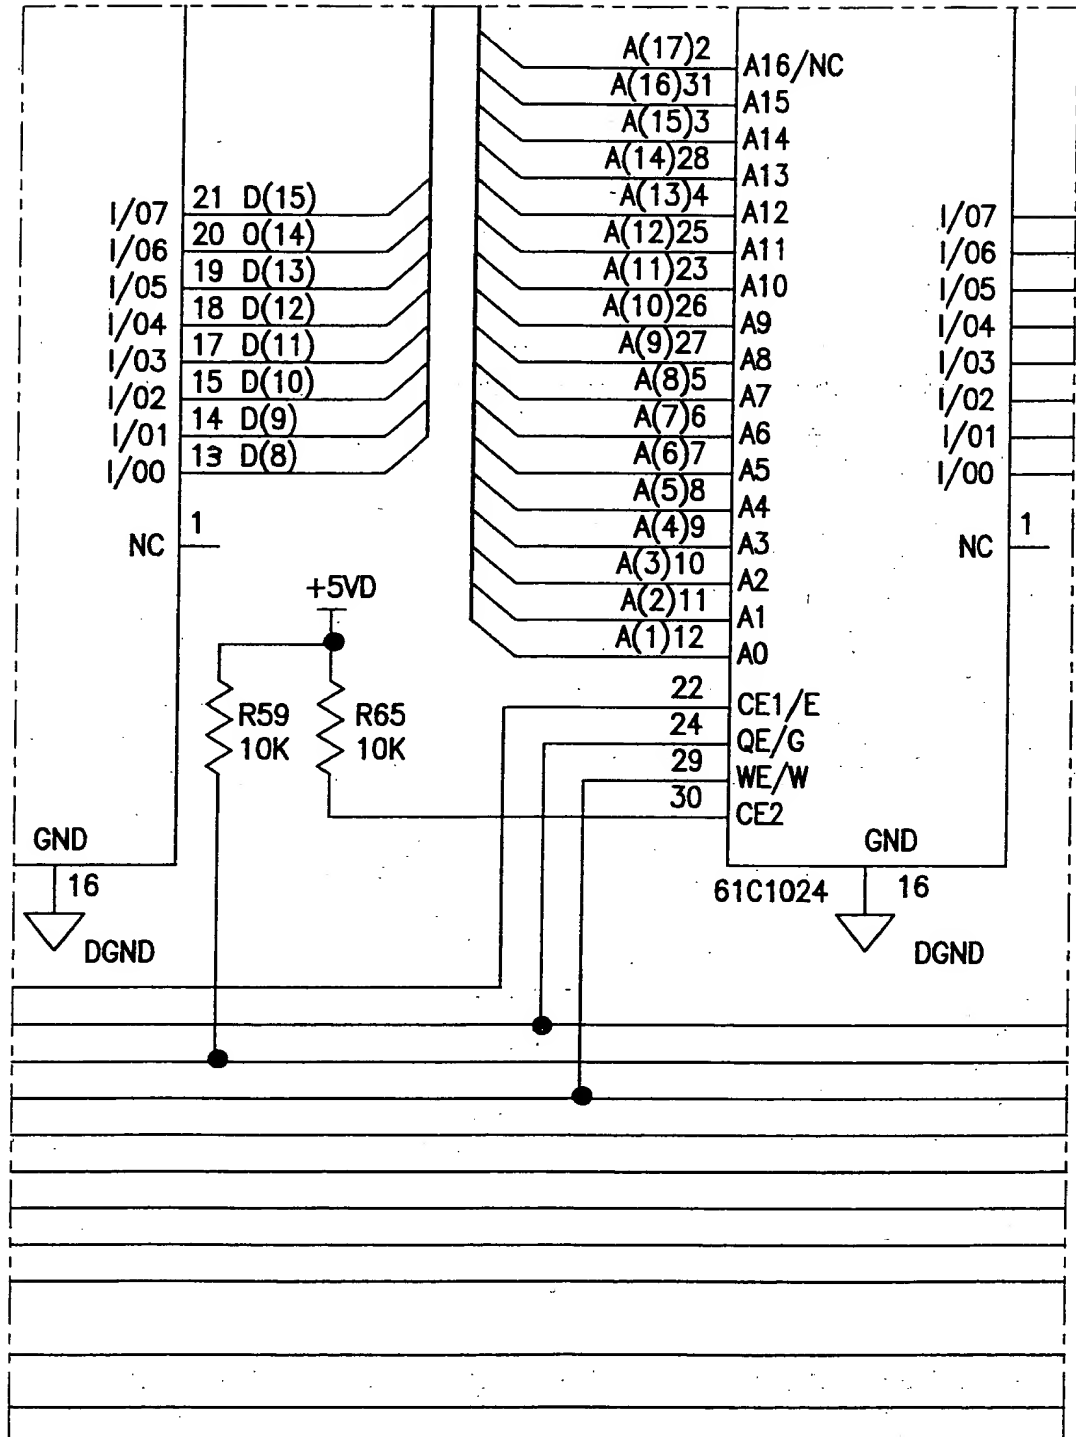 I/07 21 D(15)
I/06 20 O(14)
I/05 19 D(13)
I/04 18 D(12)
I/03 17 D(11)
I/02 15 D(10)
I/01 14 D(9)
I/00 13 D(8)
NC 1
+5VD
R59
10K
R65
10K
GND
16
DGND
A(17)2 A16/NC
A(16)31 A15
A(15)3 A14
A(14)28 A13
A(13)4 A12
A(12)25 A11
A(11)23 A10
A(10)26 A9
A(9)27 A8
A(8)5 A7
A(7)6 A6
A(6)7 A5
A(5)8 A4
A(4)9 A3
A(3)10 A2
A(2)11 A1
A(1)12 A0
22 CE1/E
24 QE/G
29 WE/W
30 CE2
I/07
I/06
I/05
I/04
I/03
I/02
I/01
I/00
NC 1
GND
61C1024
16
DGND